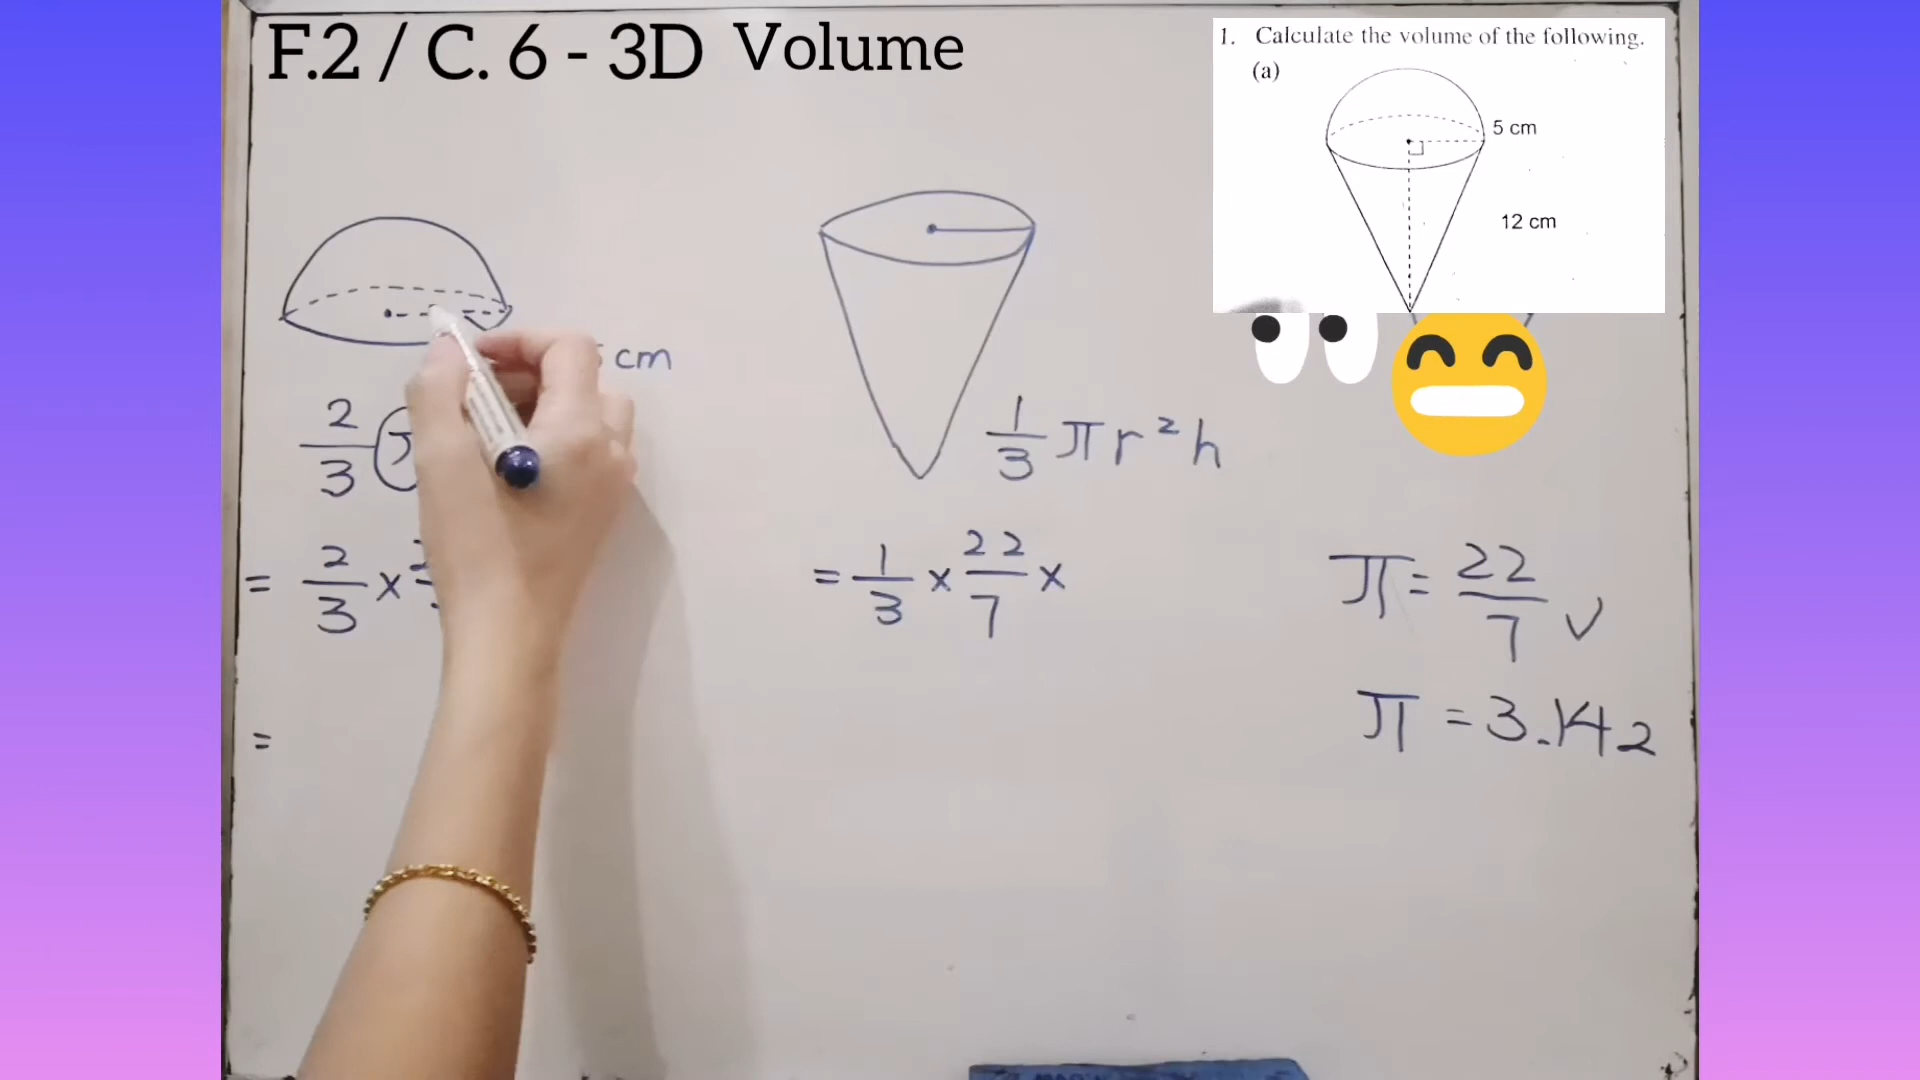 F.2 / C. 6 - 3D Volume
1. Calculate the volume of the following.
(a)
5 cm
12 cm
cm
2/3
1/3 πr²h
= 2/3 ×
= 1/3 × 22/7 ×
π = 22/7 √
π = 3.142
=